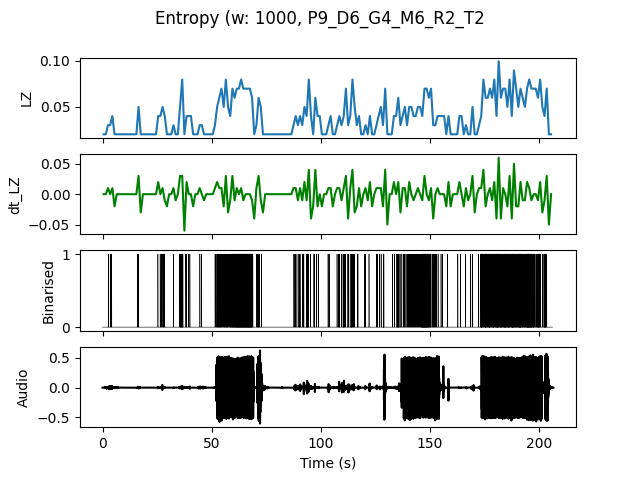 Entropy (w: 1000, P9_D6_G4_M6_R2_T2
0.10
0.05
LZ
0.05
0.00
−0.05
dt_LZ
1
0
Binarised
0.5
0.0
−0.5
Audio
0 50 100 150 200
Time (s)